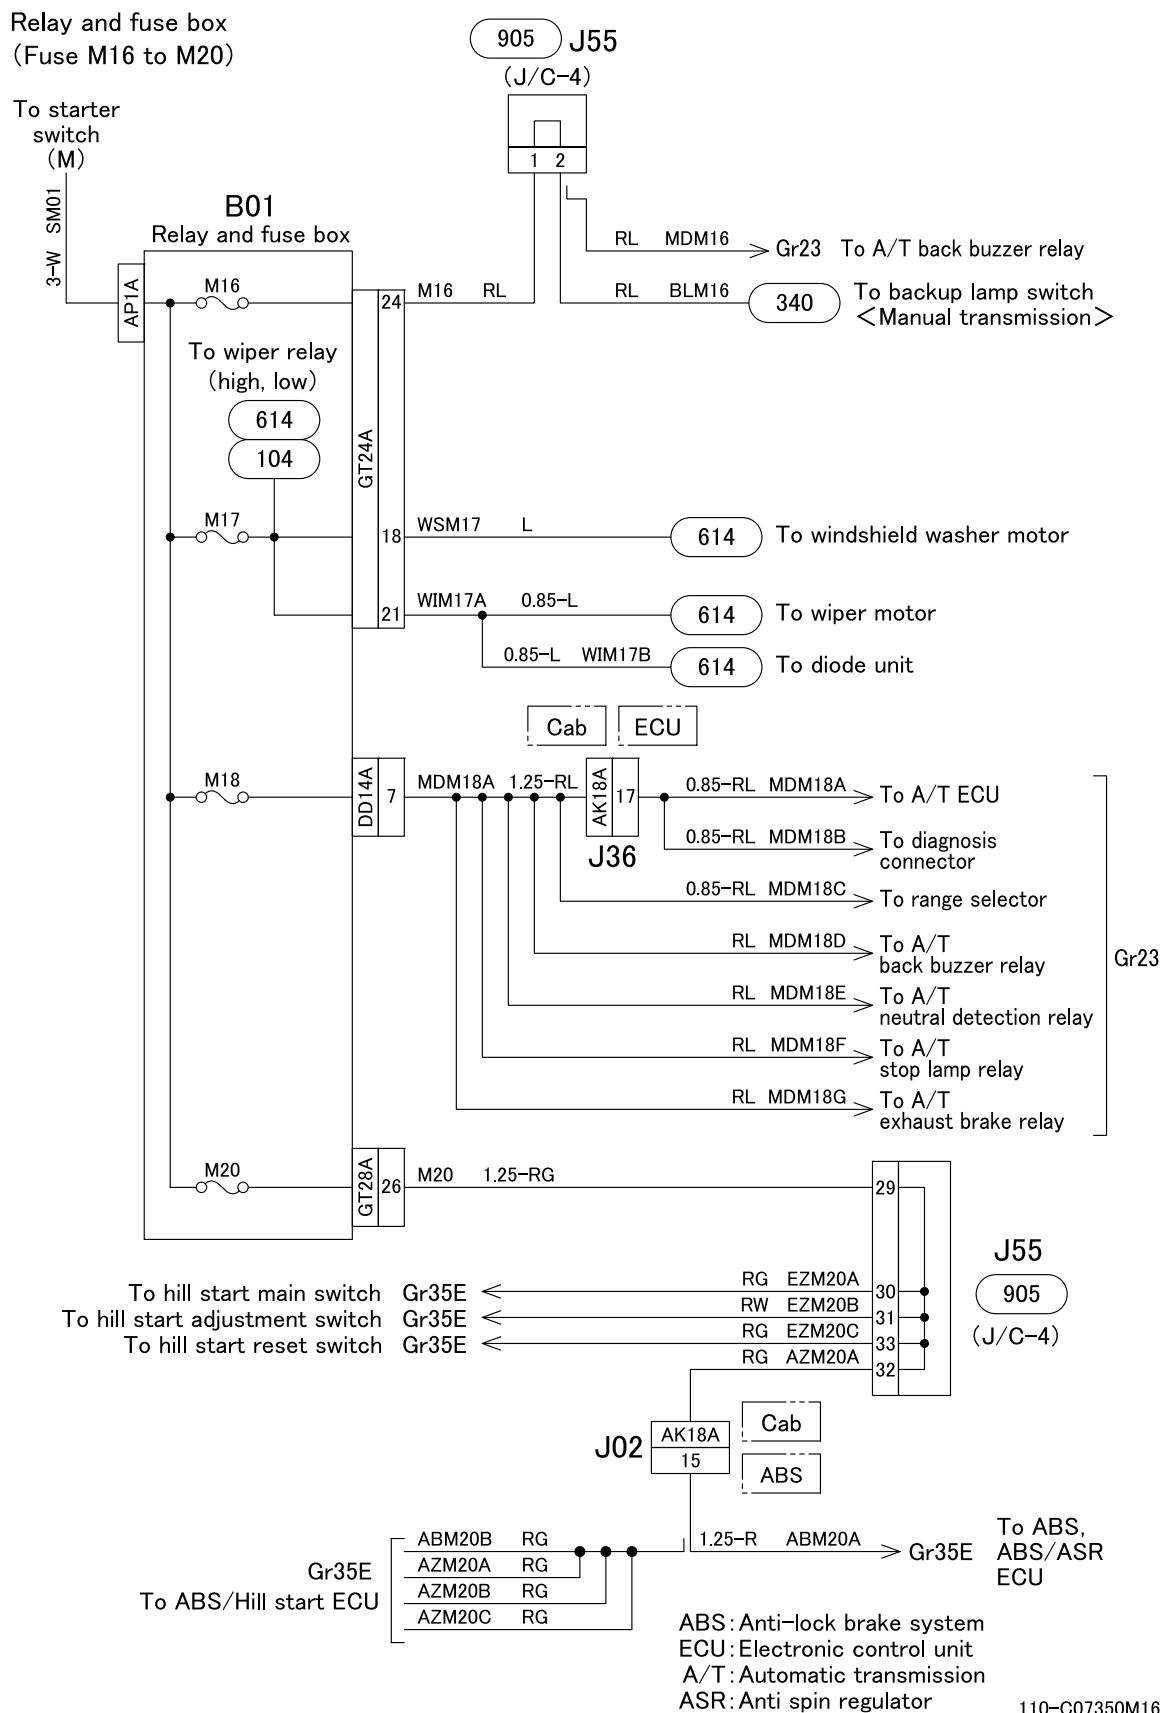 Relay and fuse box
(Fuse M16 to M20)
905 J55
(J/C-4)
1 2
To starter
switch
(M)
3-W SM01
B01
Relay and fuse box
RL MDM16 Gr23 To A/T back buzzer relay
AP1A
M16
24
M16 RL
RL BLM16 340 To backup lamp switch
<Manual transmission>
To wiper relay
(high, low)
614
104
GT24A
M17
18
WSM17 L 614 To windshield washer motor
21
WIM17A 0.85-L 614 To wiper motor
0.85-L WIM17B 614 To diode unit
Cab ECU
M18
DD14A
7
MDM18A 1.25-RL
AK18A
17
J36
0.85-RL MDM18A To A/T ECU
0.85-RL MDM18B To diagnosis
connector
0.85-RL MDM18C To range selector
RL MDM18D To A/T
back buzzer relay
Gr23
RL MDM18E To A/T
neutral detection relay
RL MDM18F To A/T
stop lamp relay
RL MDM18G To A/T
exhaust brake relay
M20
GT28A
26
M20 1.25-RG
29
J55
905
(J/C-4)
To hill start main switch Gr35E RG EZM20A 30
To hill start adjustment switch Gr35E RW EZM20B 31
To hill start reset switch Gr35E RG EZM20C 33
RG AZM20A 32
J02
AK18A
15
Cab
ABS
1.25-R ABM20A Gr35E To ABS,
ABS/ASR
ECU
Gr35E
To ABS/Hill start ECU
ABM20B RG
AZM20A RG
AZM20B RG
AZM20C RG
ABS:Anti-lock brake system
ECU:Electronic control unit
A/T:Automatic transmission
ASR:Anti spin regulator
110-C07350M16